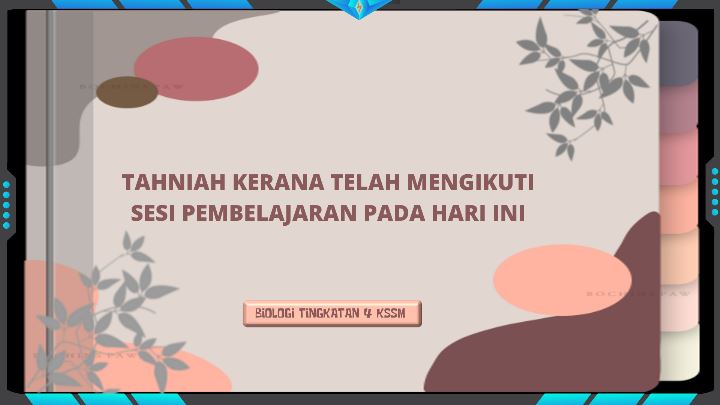 TAHNIAH KERANA TELAH MENGIKUTI
SESI PEMBELAJARAN PADA HARI INI
BIOLOGI TINGKATAN 4 KSSM